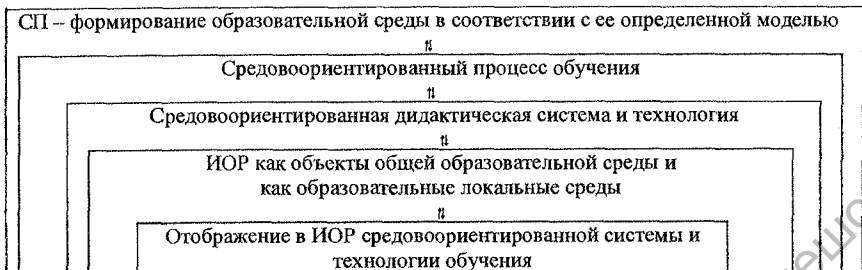 СП – формирование образовательной среды в соответствии с ее определенной моделью
⇅
Средовоориентированный процесс обучения
⇅
Средовоориентированная дидактическая система и технология
⇅
ИОР как объекты общей образовательной среды и
как образовательные локальные среды
⇅
Отображение в ИОР средовоориентированной системы и
технологии обучения